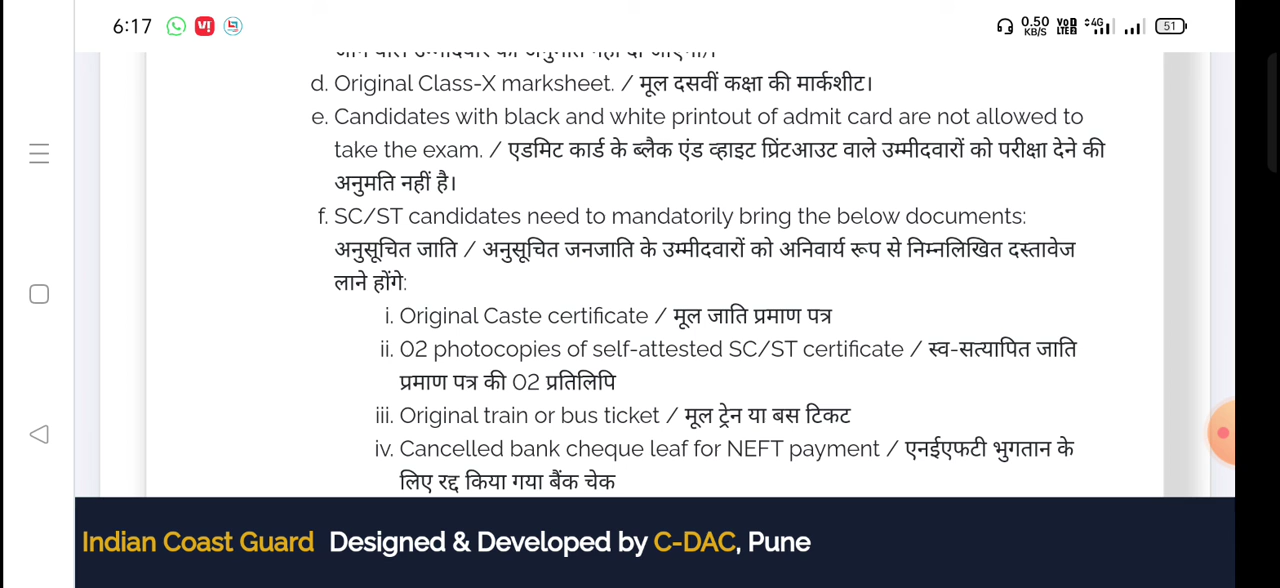 6:17
0.50 KB/S VoD LTE2 4G 51
d. Original Class-X marksheet. / मूल दसवीं कक्षा की मार्कशीट।
e. Candidates with black and white printout of admit card are not allowed to
take the exam. / एडमिट कार्ड के ब्लैक एंड व्हाइट प्रिंटआउट वाले उम्मीदवारों को परीक्षा देने की
अनुमति नहीं है।
f. SC/ST candidates need to mandatorily bring the below documents:
अनुसूचित जाति / अनुसूचित जनजाति के उम्मीदवारों को अनिवार्य रूप से निम्नलिखित दस्तावेज
लाने होंगे:
i. Original Caste certificate / मूल जाति प्रमाण पत्र
ii. 02 photocopies of self-attested SC/ST certificate / स्व-सत्यापित जाति
प्रमाण पत्र की 02 प्रतिलिपि
iii. Original train or bus ticket / मूल ट्रेन या बस टिकट
iv. Cancelled bank cheque leaf for NEFT payment / एनईएफटी भुगतान के
लिए रद्द किया गया बैंक चेक
Indian Coast Guard Designed & Developed by C-DAC, Pune